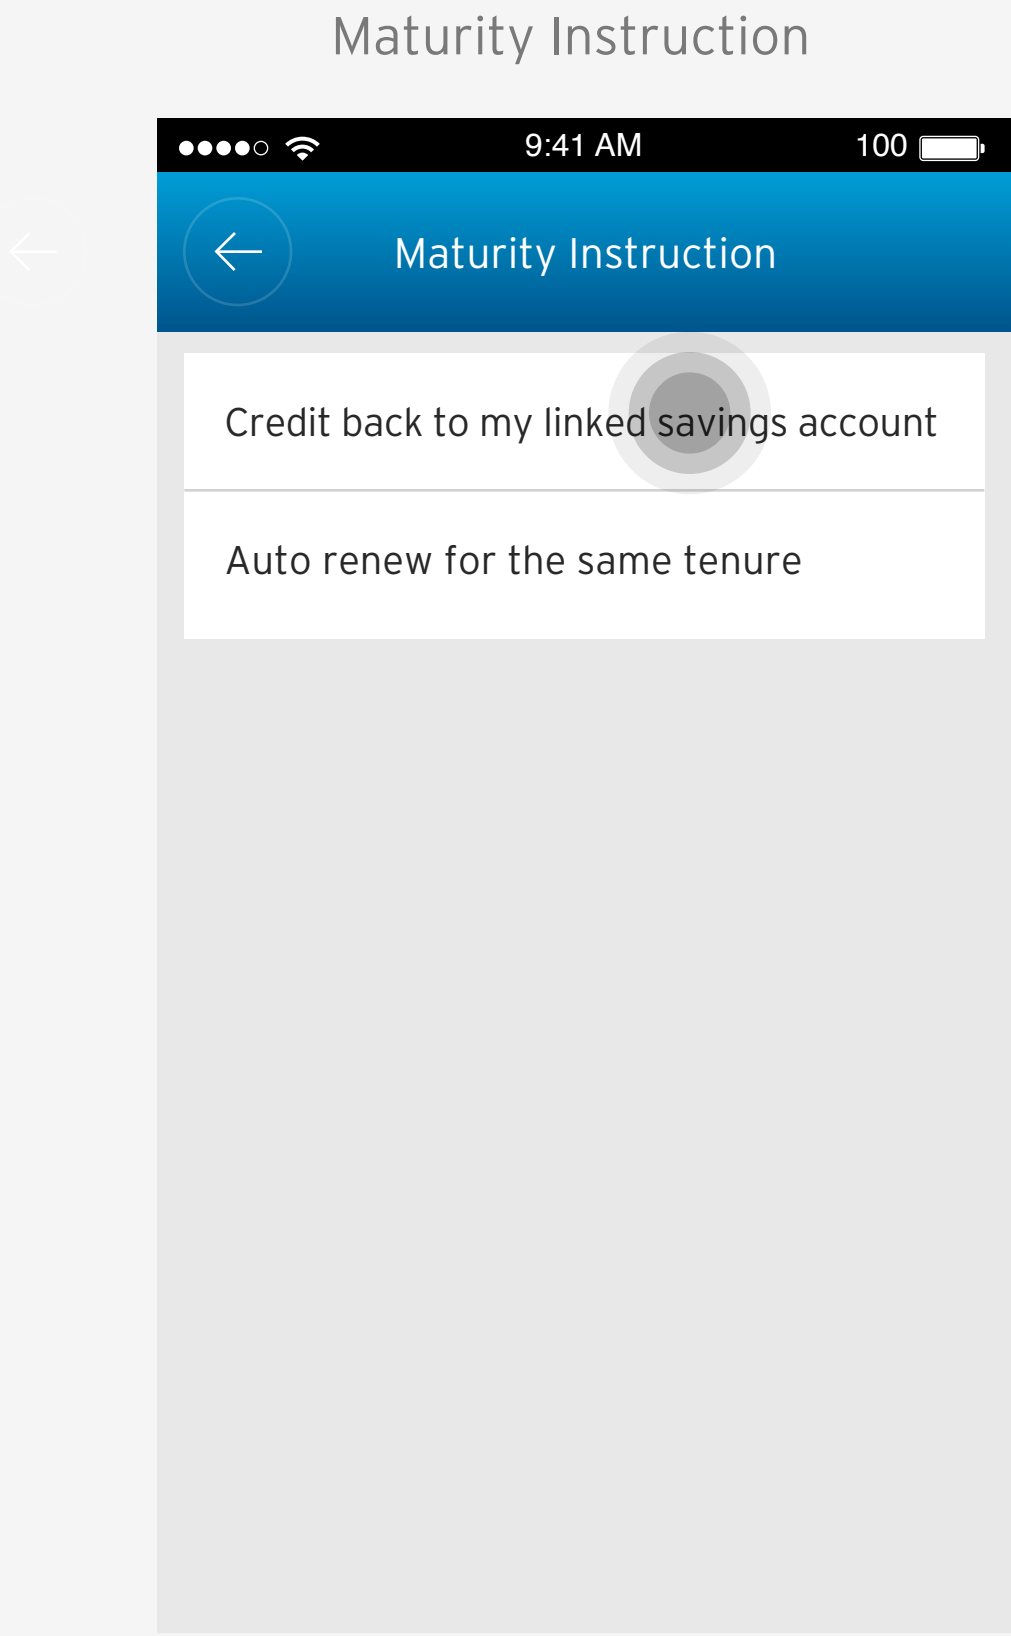 Maturity Instruction
9:41 AM
100
Maturity Instruction
Credit back to my linked savings account
Auto renew for the same tenure